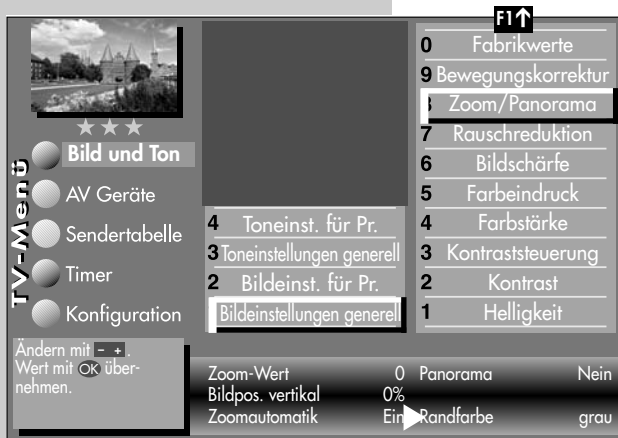 F1↑
0 Fabrikwerte
9 Bewegungskorrektur
8 Zoom/Panorama
7 Rauschreduktion
6 Bildschärfe
5 Farbeindruck
4 Farbstärke
3 Kontraststeuerung
2 Kontrast
1 Helligkeit
TV-Menü
Bild und Ton
AV Geräte
Sendertabelle
Timer
Konfiguration
4 Toneinst. für Pr.
3 Toneinstellungen generell
2 Bildeinst. für Pr.
Bildeinstellungen generell
Ändern mit - + .
Wert mit OK über-
nehmen.
Zoom-Wert 0 Panorama Nein
Bildpos. vertikal 0%
Zoomautomatik Ein Randfarbe grau